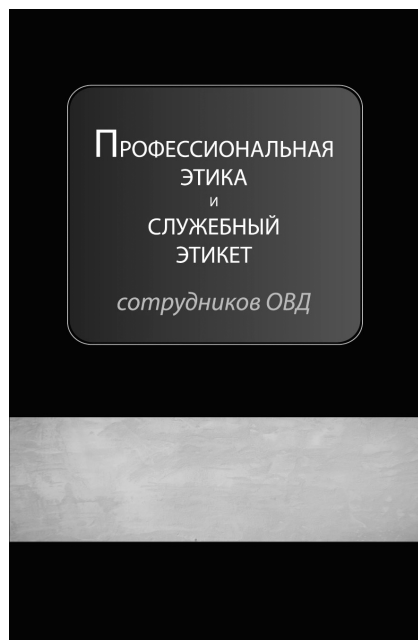 ПРОФЕССИОНАЛЬНАЯ
ЭТИКА
И
СЛУЖЕБНЫЙ
ЭТИКЕТ
сотрудников ОВД